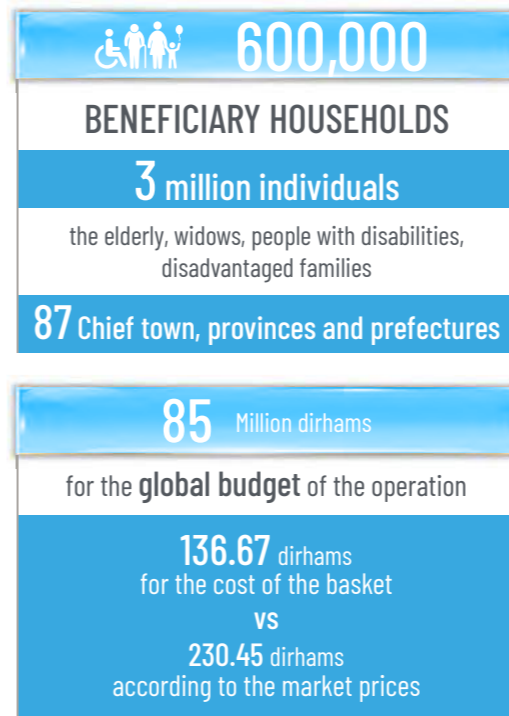 600,000
BENEFICIARY HOUSEHOLDS
3 million individuals
the elderly, widows, people with disabilities,
disadvantaged families
87 Chief town, provinces and prefectures
85 Million dirhams
for the global budget of the operation
136.67 dirhams
for the cost of the basket
vs
230.45 dirhams
according to the market prices